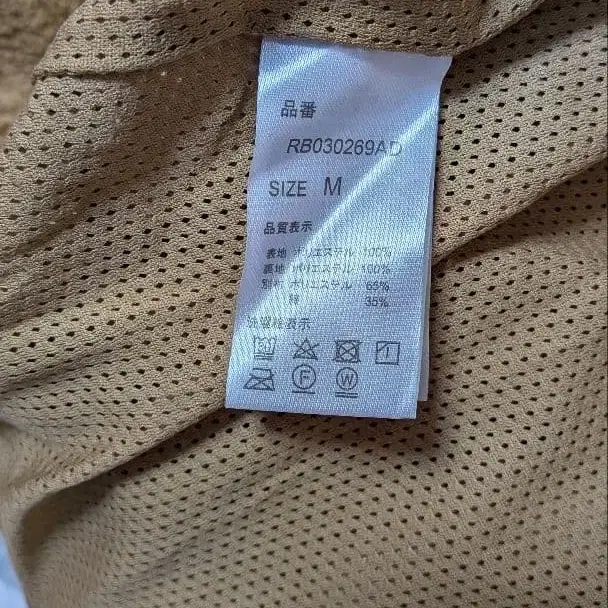 品番
RB030269AD
SIZE M
品質表示
表地 ポリエステル 100%
裏地 ポリエステル 100%
別布 ポリエステル 65%
綿 35%
洗濯表示
F W